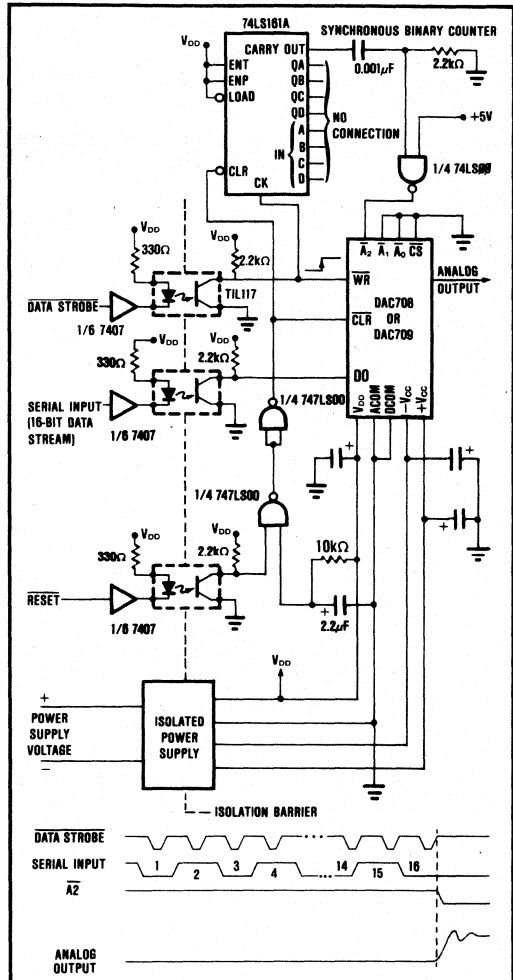 74LS161A
SYNCHRONOUS BINARY COUNTER
VDD
CARRY OUT
ENT
QA
0.001μF
2.2kΩ
ENP
QB
LOAD
QC
QD
NO
CONNECTION
+5V
A
IN
B
C
CLR
D
1/4 74LS00
CK
VDD
330Ω
VDD
2.2kΩ
A2 A1 A0 CS
ANALOG
OUTPUT
TIL117
WR
DATA STROBE
1/6 7407
DAC708
OR
DAC709
CLR
VDD
330Ω
VDD
2.2kΩ
DO
1/4 747LS00
SERIAL INPUT
(16-BIT DATA
STREAM)
1/6 7407
VDD
ACOM
DCOM
-VCC
+VCC
+
+
+
1/4 747LS00
VDD
330Ω
VDD
2.2kΩ
10kΩ
RESET
1/6 7407
+
2.2μF
VDD
+
POWER
SUPPLY
VOLTAGE
−
ISOLATED
POWER
SUPPLY
ISOLATION BARRIER
DATA STROBE
SERIAL INPUT
1 2 3 4 14 15 16
A2
ANALOG
OUTPUT